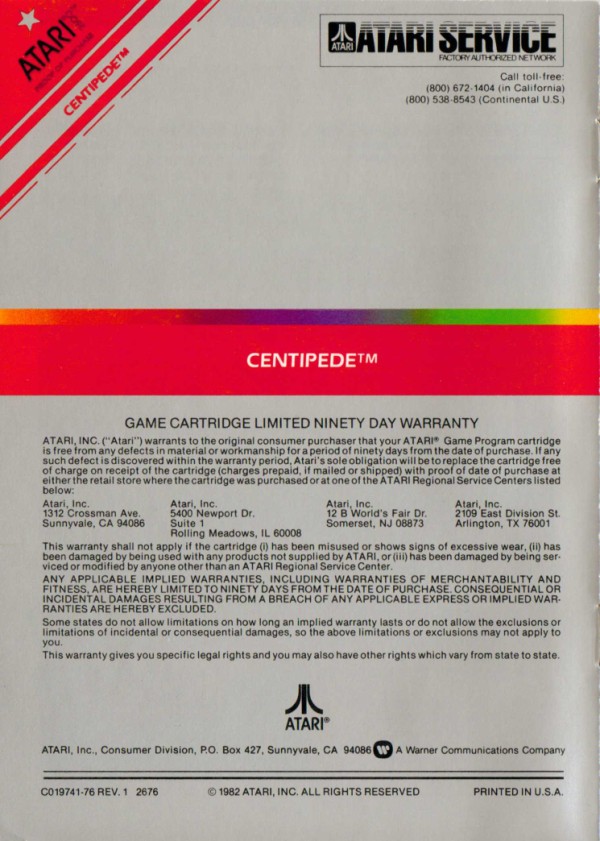 ATARI®
PROOF OF PURCHASE
CENTIPEDE™
ATARI
ATARI SERVICE
FACTORY AUTHORIZED NETWORK
Call toll-free:
(800) 672-1404 (in California)
(800) 538-8543 (Continental U.S.)
CENTIPEDE™
GAME CARTRIDGE LIMITED NINETY DAY WARRANTY
ATARI, INC. ("Atari") warrants to the original consumer purchaser that your ATARI® Game Program cartridge
is free from any defects in material or workmanship for a period of ninety days from the date of purchase. If any
such defect is discovered within the warranty period, Atari's sole obligation will be to replace the cartridge free
of charge on receipt of the cartridge (charges prepaid, if mailed or shipped) with proof of date of purchase at
either the retail store where the cartridge was purchased or at one of the ATARI Regional Service Centers listed
below:
Atari, Inc.
1312 Crossman Ave.
Sunnyvale, CA 94086
Atari, Inc.
5400 Newport Dr.
Suite 1
Rolling Meadows, IL 60008
Atari, Inc.
12 B World's Fair Dr.
Somerset, NJ 08873
Atari, Inc.
2109 East Division St.
Arlington, TX 76001
This warranty shall not apply if the cartridge (i) has been misused or shows signs of excessive wear, (ii) has
been damaged by being used with any products not supplied by ATARI, or (iii) has been damaged by being ser-
viced or modified by anyone other than an ATARI Regional Service Center.
ANY APPLICABLE IMPLIED WARRANTIES, INCLUDING WARRANTIES OF MERCHANTABILITY AND
FITNESS, ARE HEREBY LIMITED TO NINETY DAYS FROM THE DATE OF PURCHASE. CONSEQUENTIAL OR
INCIDENTAL DAMAGES RESULTING FROM A BREACH OF ANY APPLICABLE EXPRESS OR IMPLIED WAR-
RANTIES ARE HEREBY EXCLUDED.
Some states do not allow limitations on how long an implied warranty lasts or do not allow the exclusions or
limitations of incidental or consequential damages, so the above limitations or exclusions may not apply to
you.
This warranty gives you specific legal rights and you may also have other rights which vary from state to state.
ATARI®
ATARI, Inc., Consumer Division, P.O. Box 427, Sunnyvale, CA 94086 A Warner Communications Company
C019741-76 REV. 1 2676 © 1982 ATARI, INC. ALL RIGHTS RESERVED PRINTED IN U.S.A.